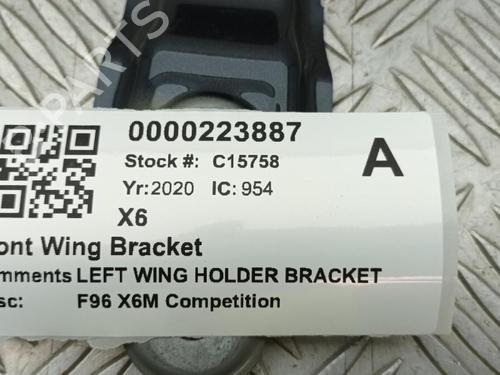 0000223887
Stock #: C15758
A
Yr: 2020 IC: 954
X6
ont Wing Bracket
mments LEFT WING HOLDER BRACKET
sc: F96 X6M Competition